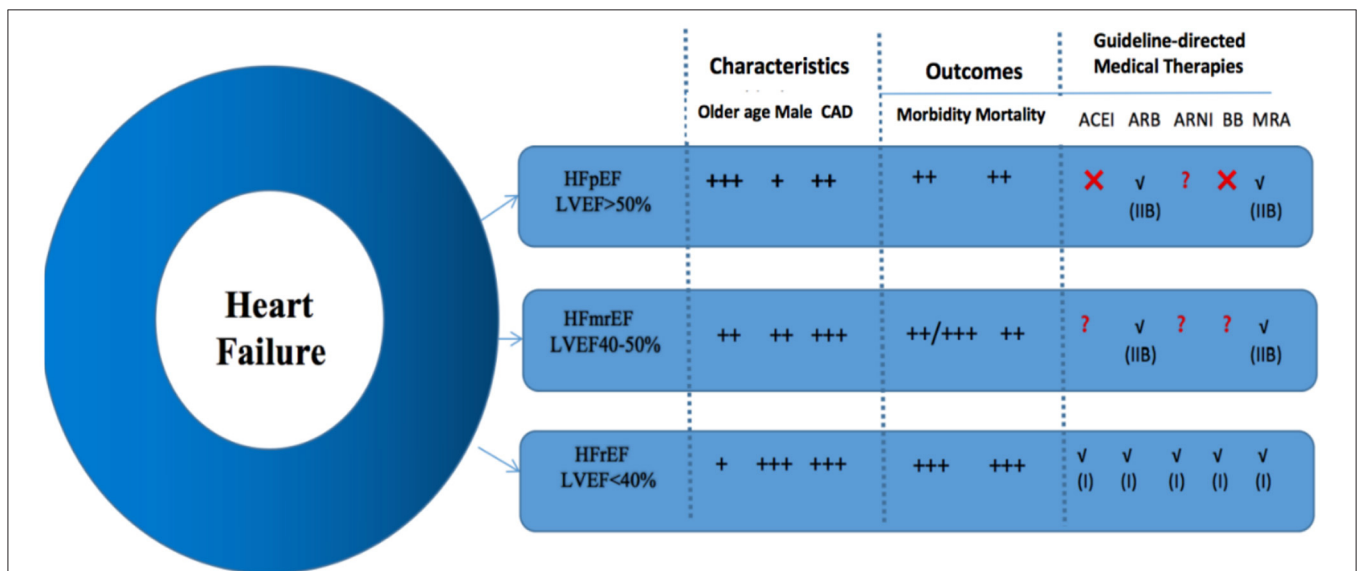 Guideline-directed
Medical Therapies
Characteristics
Outcomes
Older age Male CAD
Morbidity Mortality
ACEI ARB ARNI BB MRA
Heart
Failure
HFpEF
LVEF>50%
+++ + ++
++ ++
× √ ? × √
(IIB) (IIB)
HFmrEF
LVEF40-50%
++ ++ +++
++/+++ ++
? √ ? ? √
(IIB) (IIB)
HFrEF
LVEF<40%
+ +++ +++
+++ +++
√ √ √ √ √
(I) (I) (I) (I) (I)